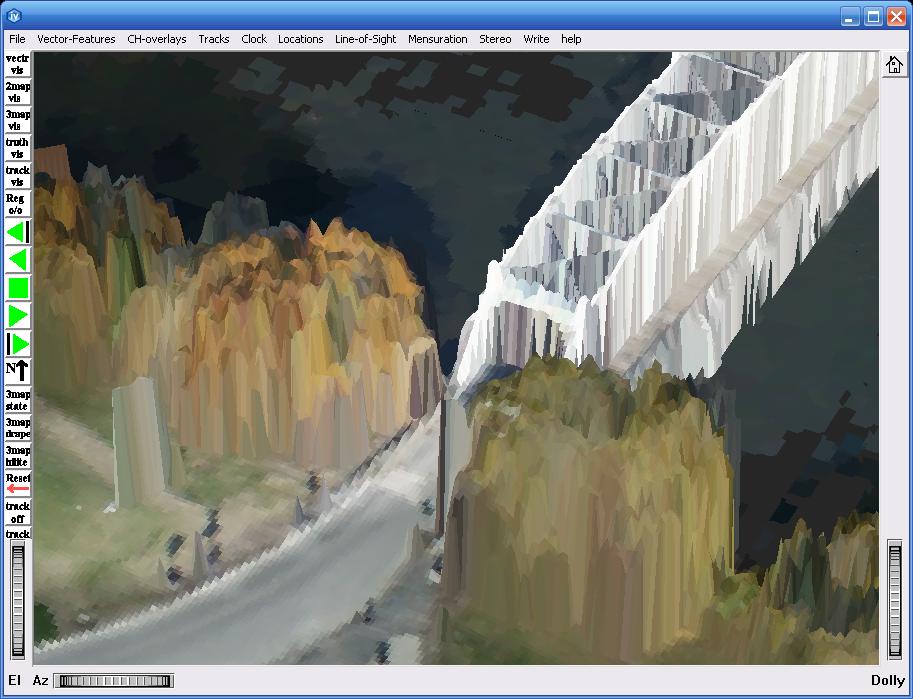 iv
File Vector-Features CH-overlays Tracks Clock Locations Line-of-Sight Mensuration Stereo Write help
vectr
vis
2map
vis
3map
vis
truth
vis
track
vis
Reg
o/o
N
3map
state
3map
drape
3map
hlite
Reset
track
off
track
El Az Dolly